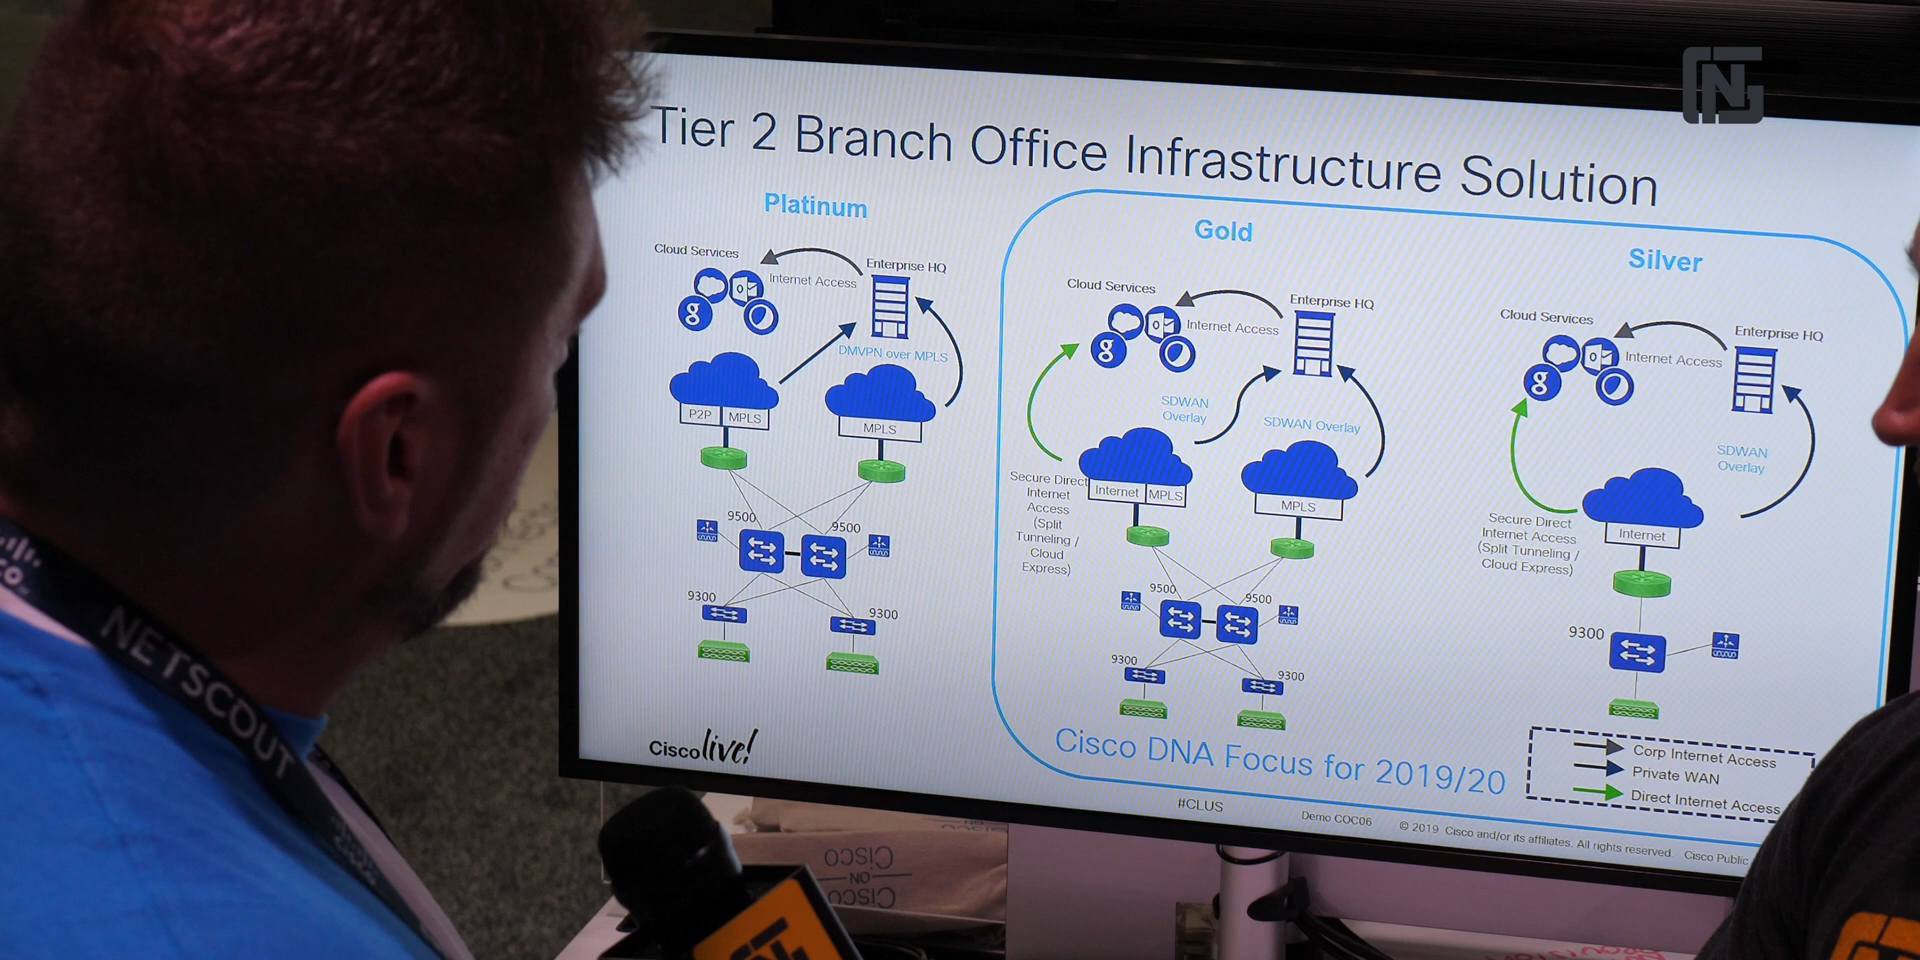 Tier 2 Branch Office Infrastructure Solution
Platinum
Cloud Services
Enterprise HQ
Internet Access
g
DMVPN over MPLS
P2P MPLS
MPLS
9500
9500
9300
9300
Gold
Cloud Services
Enterprise HQ
Internet Access
g
SDWAN
Overlay
SDWAN Overlay
Secure Direct
Internet
Access
(Split
Tunneling /
Cloud
Express)
Internet MPLS
MPLS
9500
9500
9300
9300
Silver
Cloud Services
Enterprise HQ
Internet Access
g
SDWAN
Overlay
Secure Direct
Internet Access
(Split Tunneling /
Cloud Express)
Internet
9300
Cisco DNA Focus for 2019/20
Corp Internet Access
Private WAN
Direct Internet Access
Cisco live!
#CLUS
Demo COC06
© 2019 Cisco and/or its affiliates. All rights reserved.
Cisco Public
NETSCOUT
CISCO
ON
CISCO